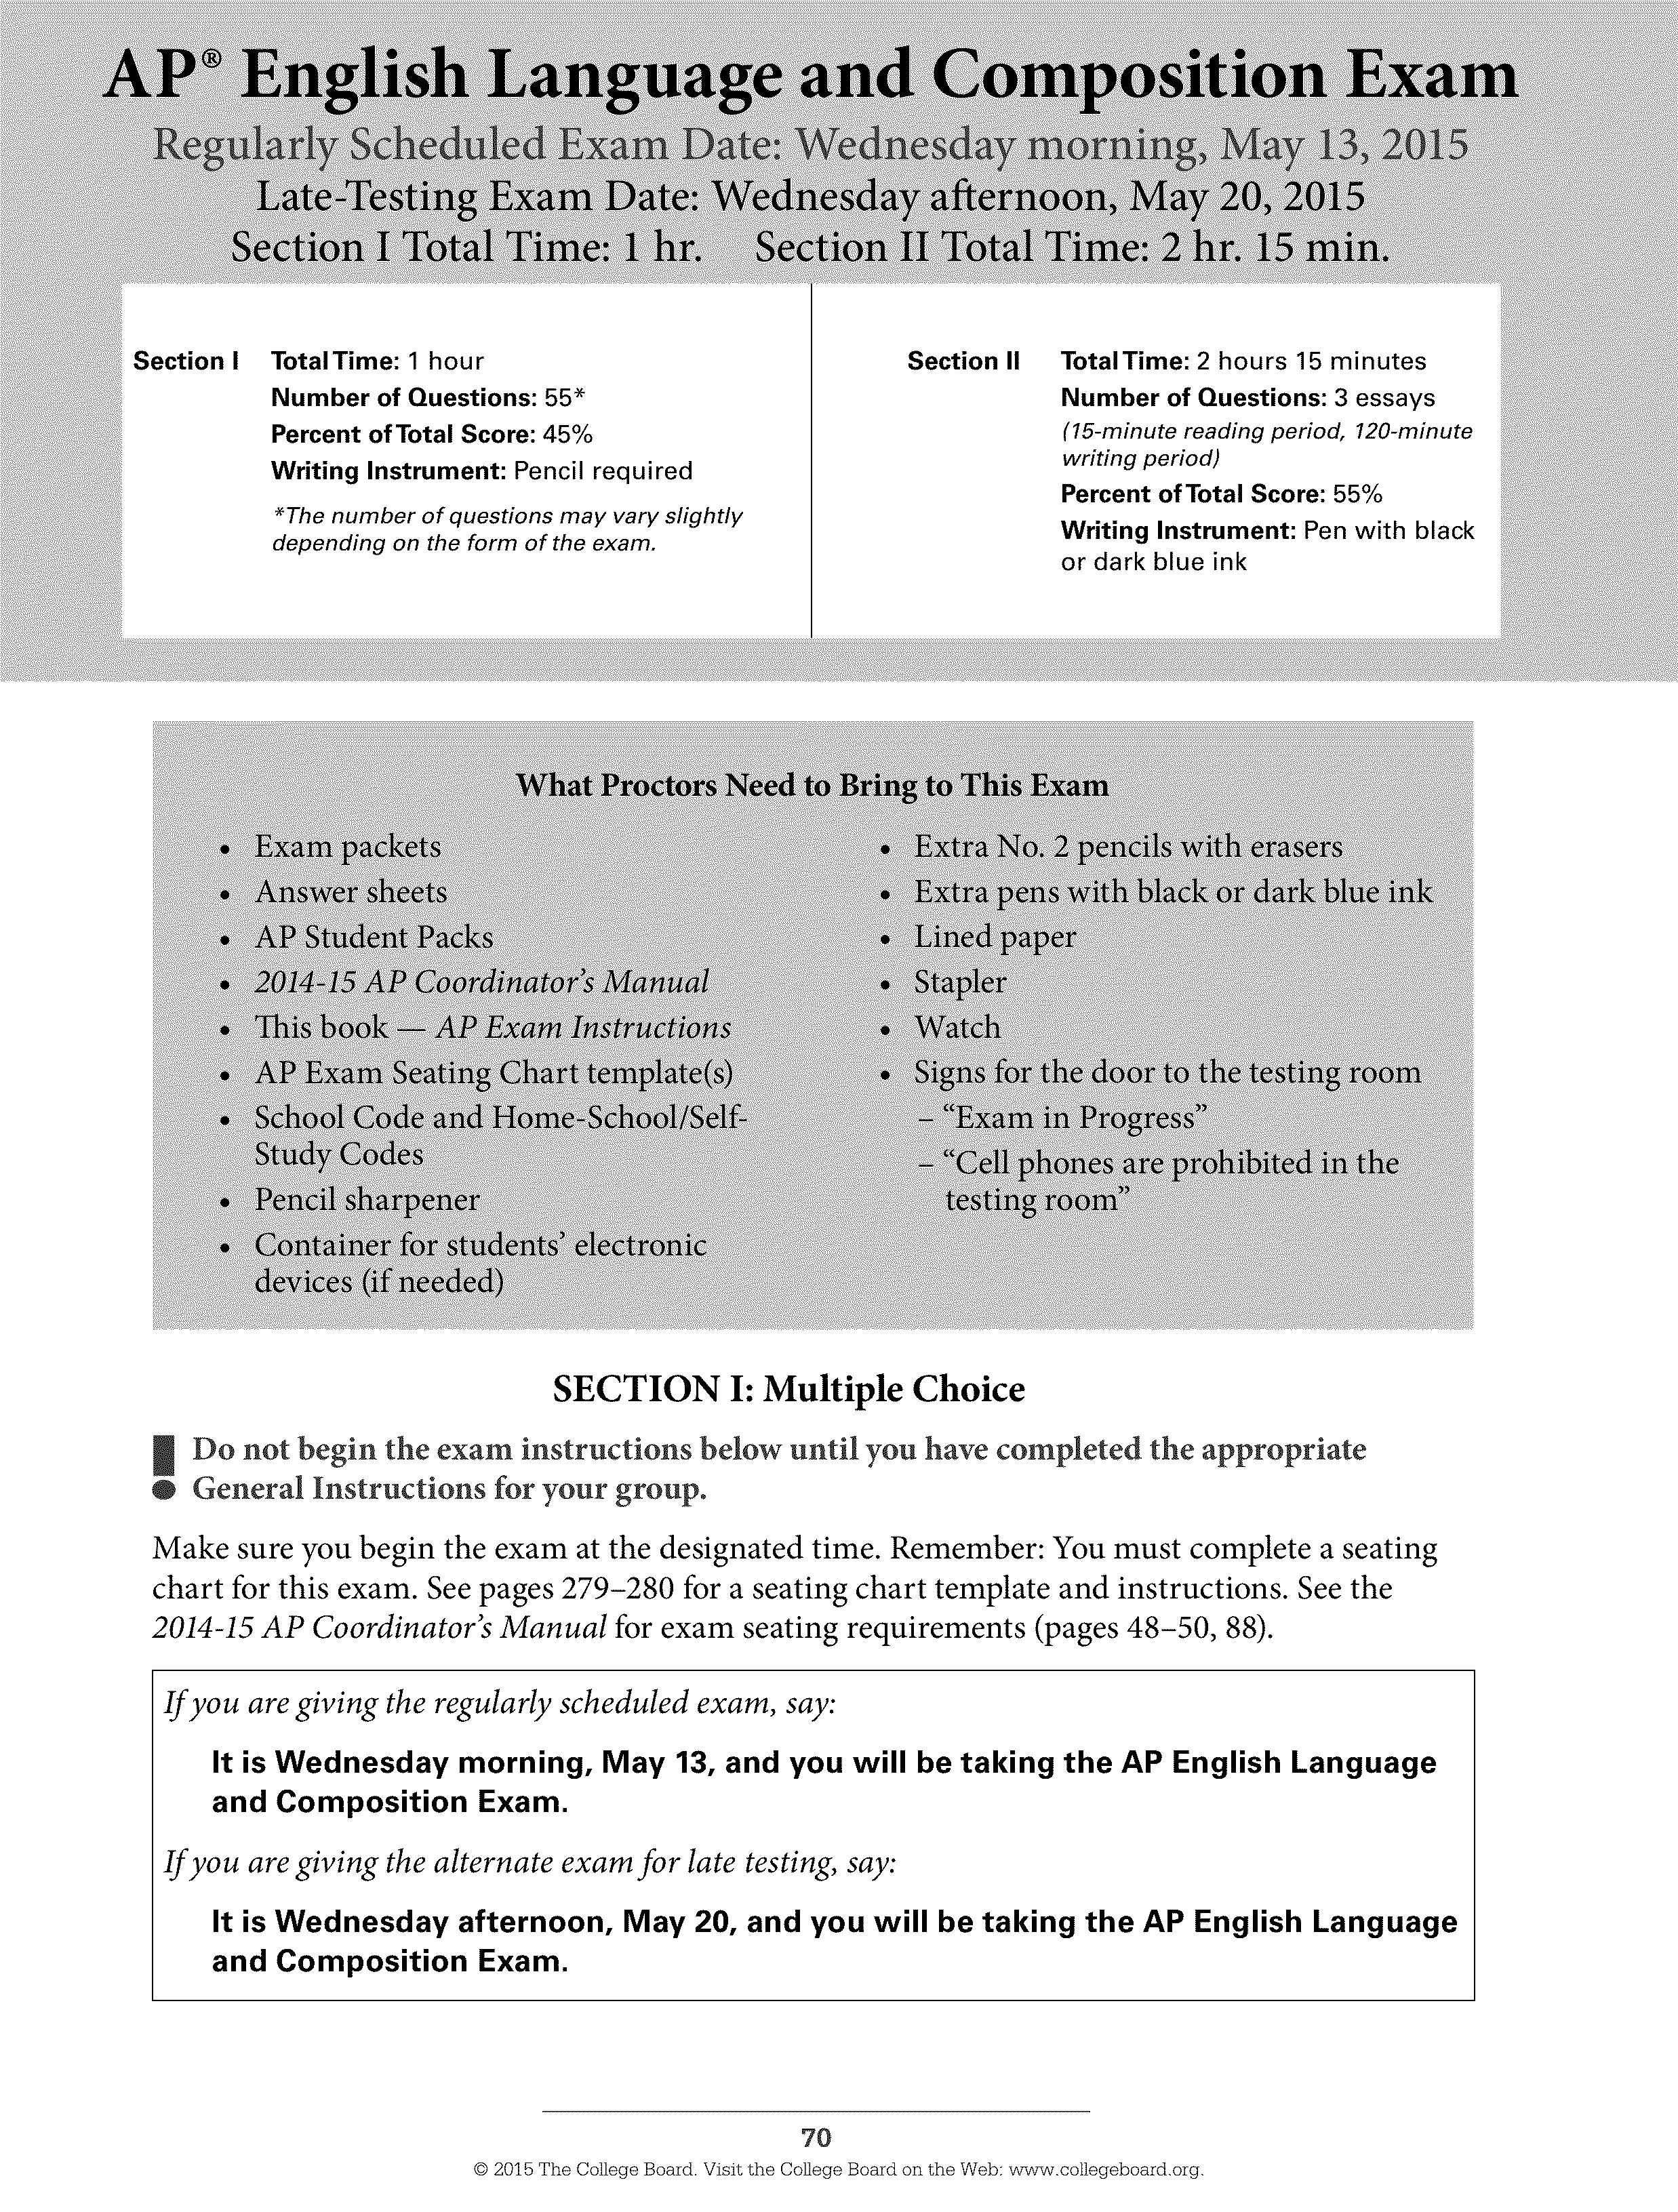 AP® English Language and Composition Exam
Regularly Scheduled Exam Date: Wednesday morning, May 13, 2015
Late-Testing Exam Date: Wednesday afternoon, May 20, 2015
Section I Total Time: 1 hr. Section II Total Time: 2 hr. 15 min.
Section I Total Time: 1 hour
Number of Questions: 55*
Percent of Total Score: 45%
Writing Instrument: Pencil required
*The number of questions may vary slightly
depending on the form of the exam.
Section II Total Time: 2 hours 15 minutes
Number of Questions: 3 essays
(15-minute reading period, 120-minute
writing period)
Percent of Total Score: 55%
Writing Instrument: Pen with black
or dark blue ink
What Proctors Need to Bring to This Exam
• Exam packets
• Answer sheets
• AP Student Packs
• 2014-15 AP Coordinator's Manual
• This book — AP Exam Instructions
• AP Exam Seating Chart template(s)
• School Code and Home-School/Self-
Study Codes
• Pencil sharpener
• Container for students' electronic
devices (if needed)
• Extra No. 2 pencils with erasers
• Extra pens with black or dark blue ink
• Lined paper
• Stapler
• Watch
• Signs for the door to the testing room
– “Exam in Progress”
– “Cell phones are prohibited in the
testing room”
SECTION I: Multiple Choice
Do not begin the exam instructions below until you have completed the appropriate
General Instructions for your group.
Make sure you begin the exam at the designated time. Remember: You must complete a seating
chart for this exam. See pages 279–280 for a seating chart template and instructions. See the
2014-15 AP Coordinator's Manual for exam seating requirements (pages 48–50, 88).
If you are giving the regularly scheduled exam, say:
It is Wednesday morning, May 13, and you will be taking the AP English Language
and Composition Exam.
If you are giving the alternate exam for late testing, say:
It is Wednesday afternoon, May 20, and you will be taking the AP English Language
and Composition Exam.
70
© 2015 The College Board. Visit the College Board on the Web: www.collegeboard.org.